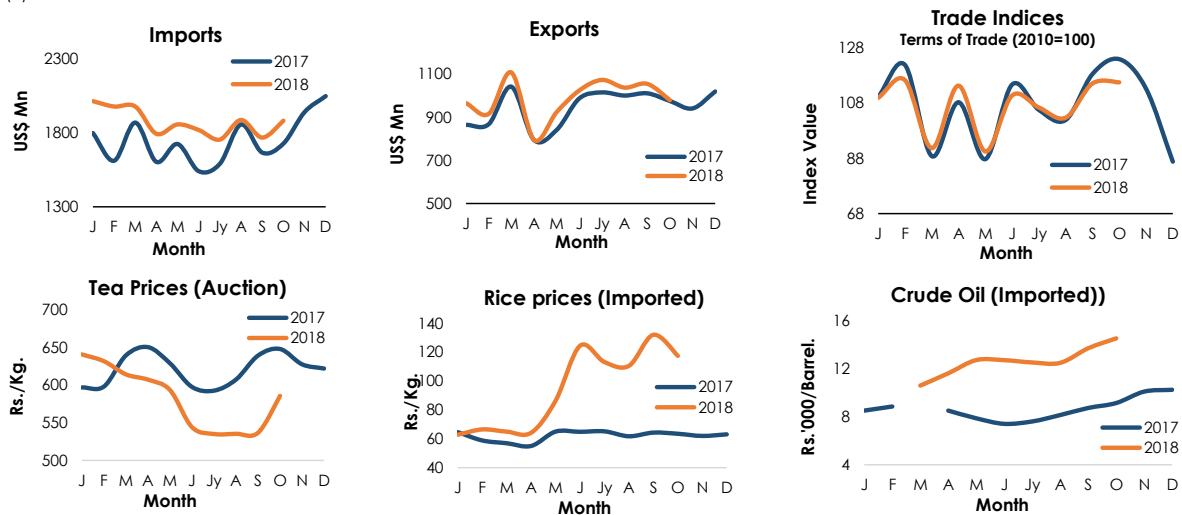 Imports
US$ Mn
2300
1800
1300
2017
2018
J F M A M J Jy A S O N D
Month
Exports
US$ Mn
1100
900
700
500
2017
2018
J F M A M J Jy A S O N D
Month
Trade Indices
Terms of Trade (2010=100)
Index Value
128
108
88
68
2017
2018
J F M A M J Jy A S O N D
Month
Tea Prices (Auction)
Rs./Kg.
700
650
600
550
500
2017
2018
J F M A M J Jy A S O N D
Month
Rice prices (Imported)
Rs./Kg.
140
120
100
80
60
40
2017
2018
J F M A M J Jy A S O N D
Month
Crude Oil (Imported))
Rs.'000/Barrel.
16
12
8
4
2017
2018
J F M A M J Jy A S O N D
Month